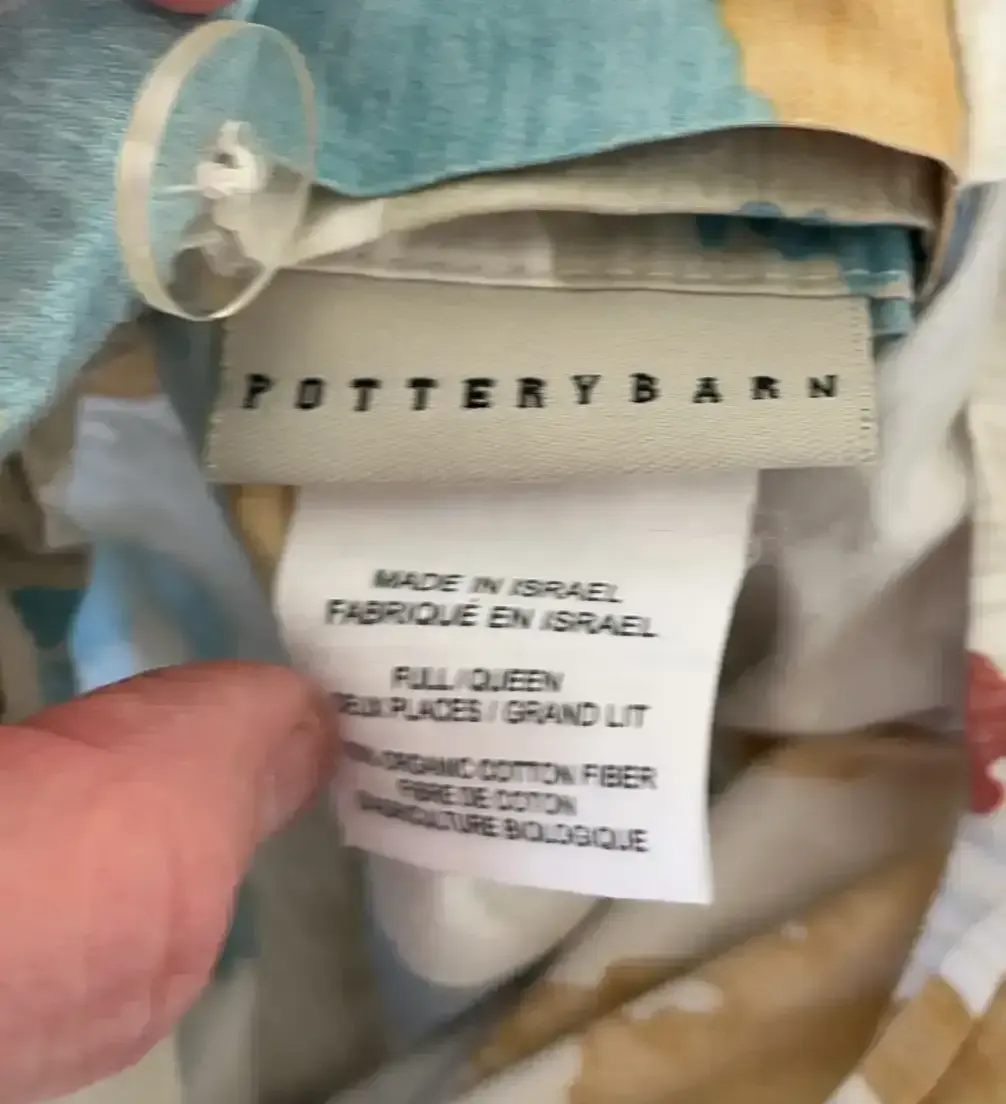 POTTERYBARN
MADE IN ISRAEL
FABRIQUÉ EN ISRAEL
FULL / QUEEN
PLACES / GRAND LIT
ORGANIC COTTON FIBER
FIBRE DE COTON
BIOLOGIQUE